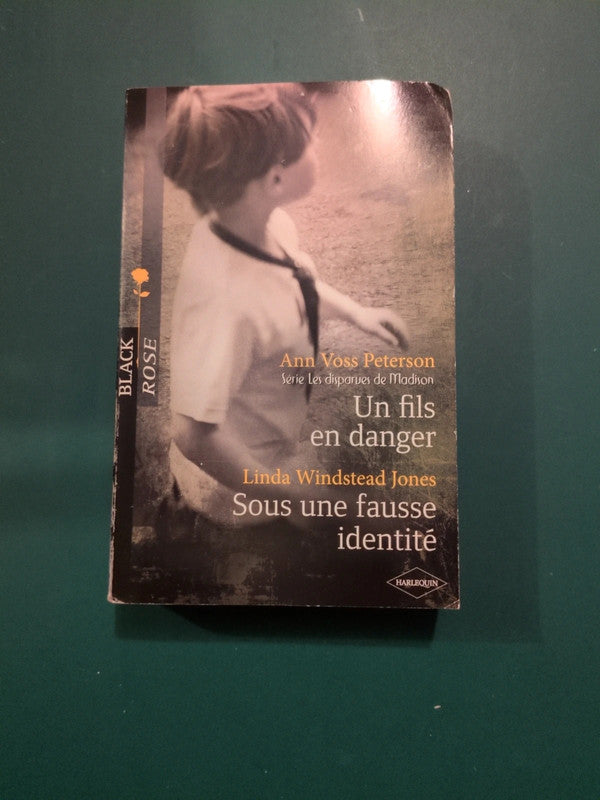 BLACK
ROSE
Ann Voss Peterson
Série Les disparues de Madison
Un fils
en danger
Linda Windstead Jones
Sous une fausse
identité
HARLEQUIN